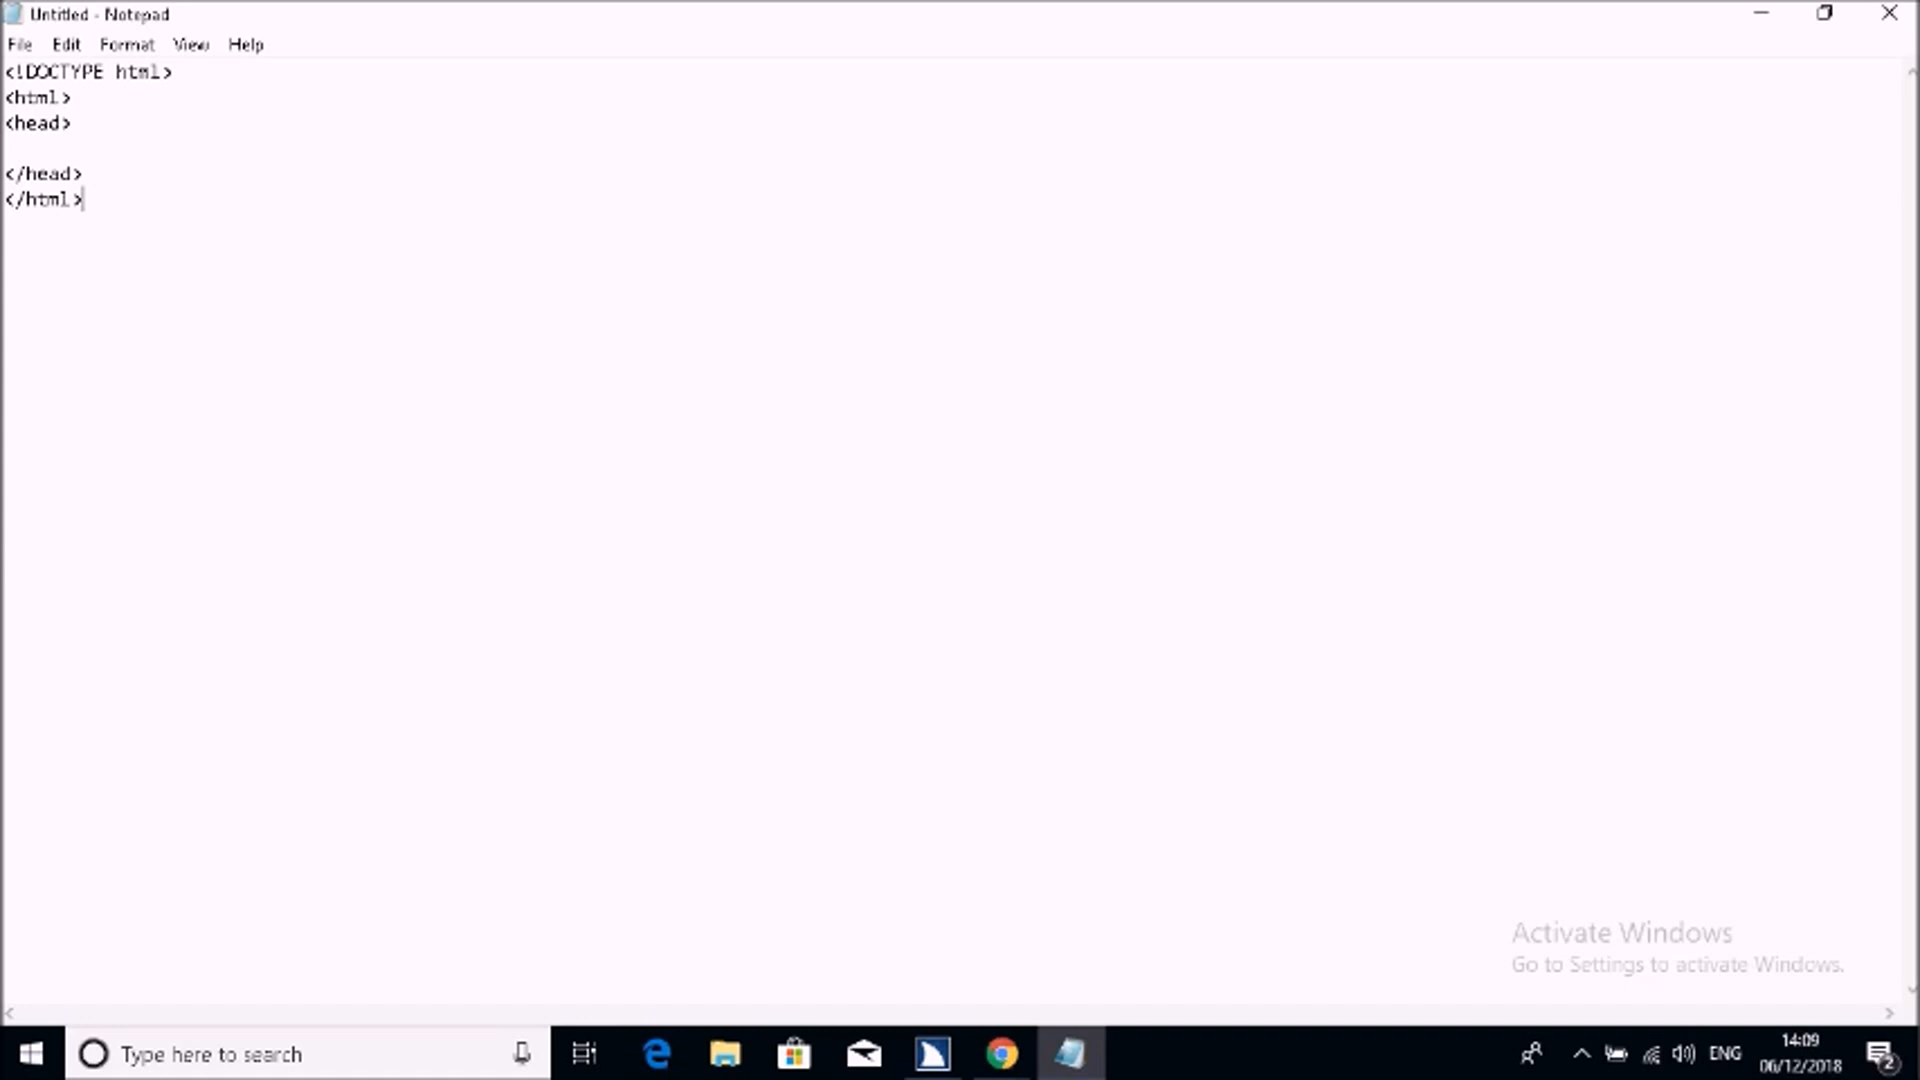 Untitled - Notepad
File Edit Format View Help
<!DOCTYPE html>
<html>
<head>
</head>
</html>
Activate Windows
Go to Settings to activate Windows.
Type here to search
ENG
14:09
06/12/2018
2